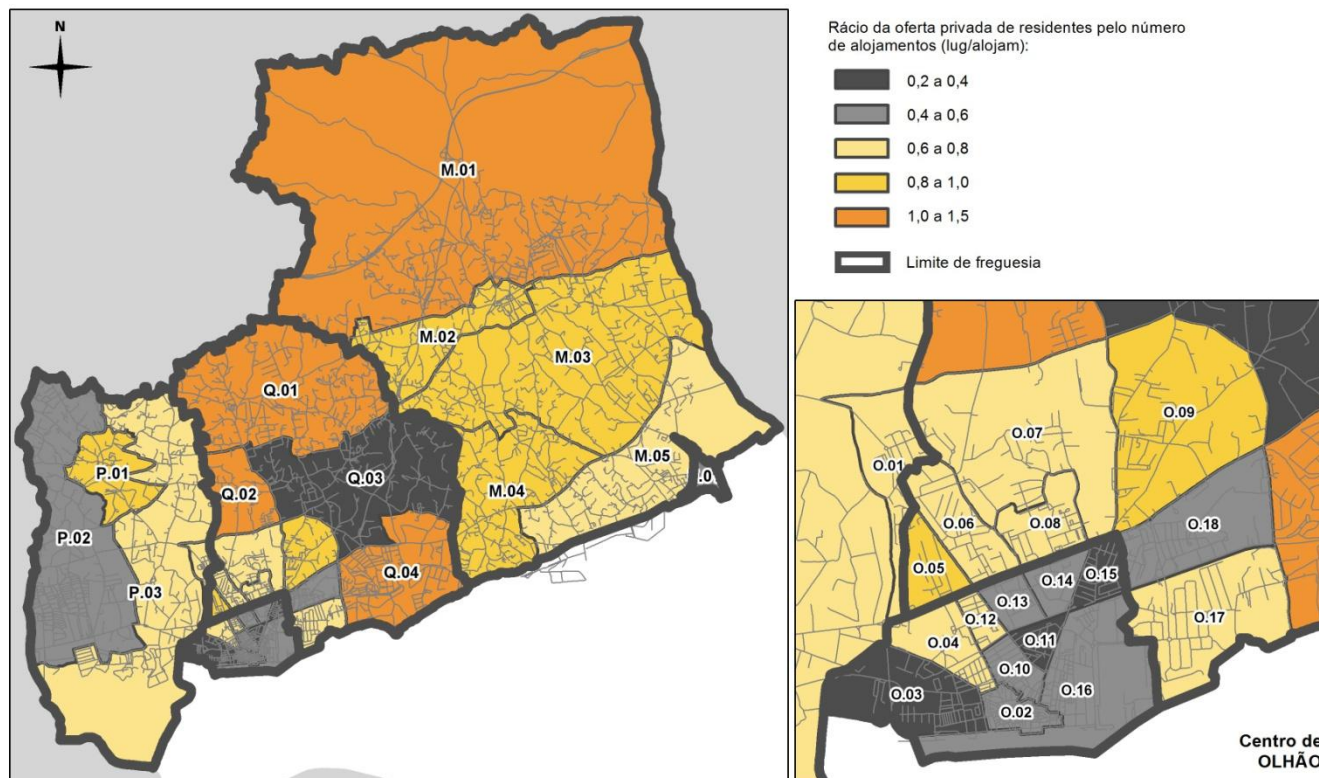 N
M.01
M.02
M.03
Q.01
M.05
P.01
Q.03
Q.02
M.04
.0
P.02
P.03
Q.04
Rácio da oferta privada de residentes pelo número
de alojamentos (lug/alojam):
0,2 a 0,4
0,4 a 0,6
0,6 a 0,8
0,8 a 1,0
1,0 a 1,5
Limite de freguesia
O.09
O.07
O.01
O.06
O.08
O.18
O.05
O.14
O.15
O.13
O.12
O.17
O.11
O.04
O.10
O.03
O.16
O.02
Centro de
OLHÃO